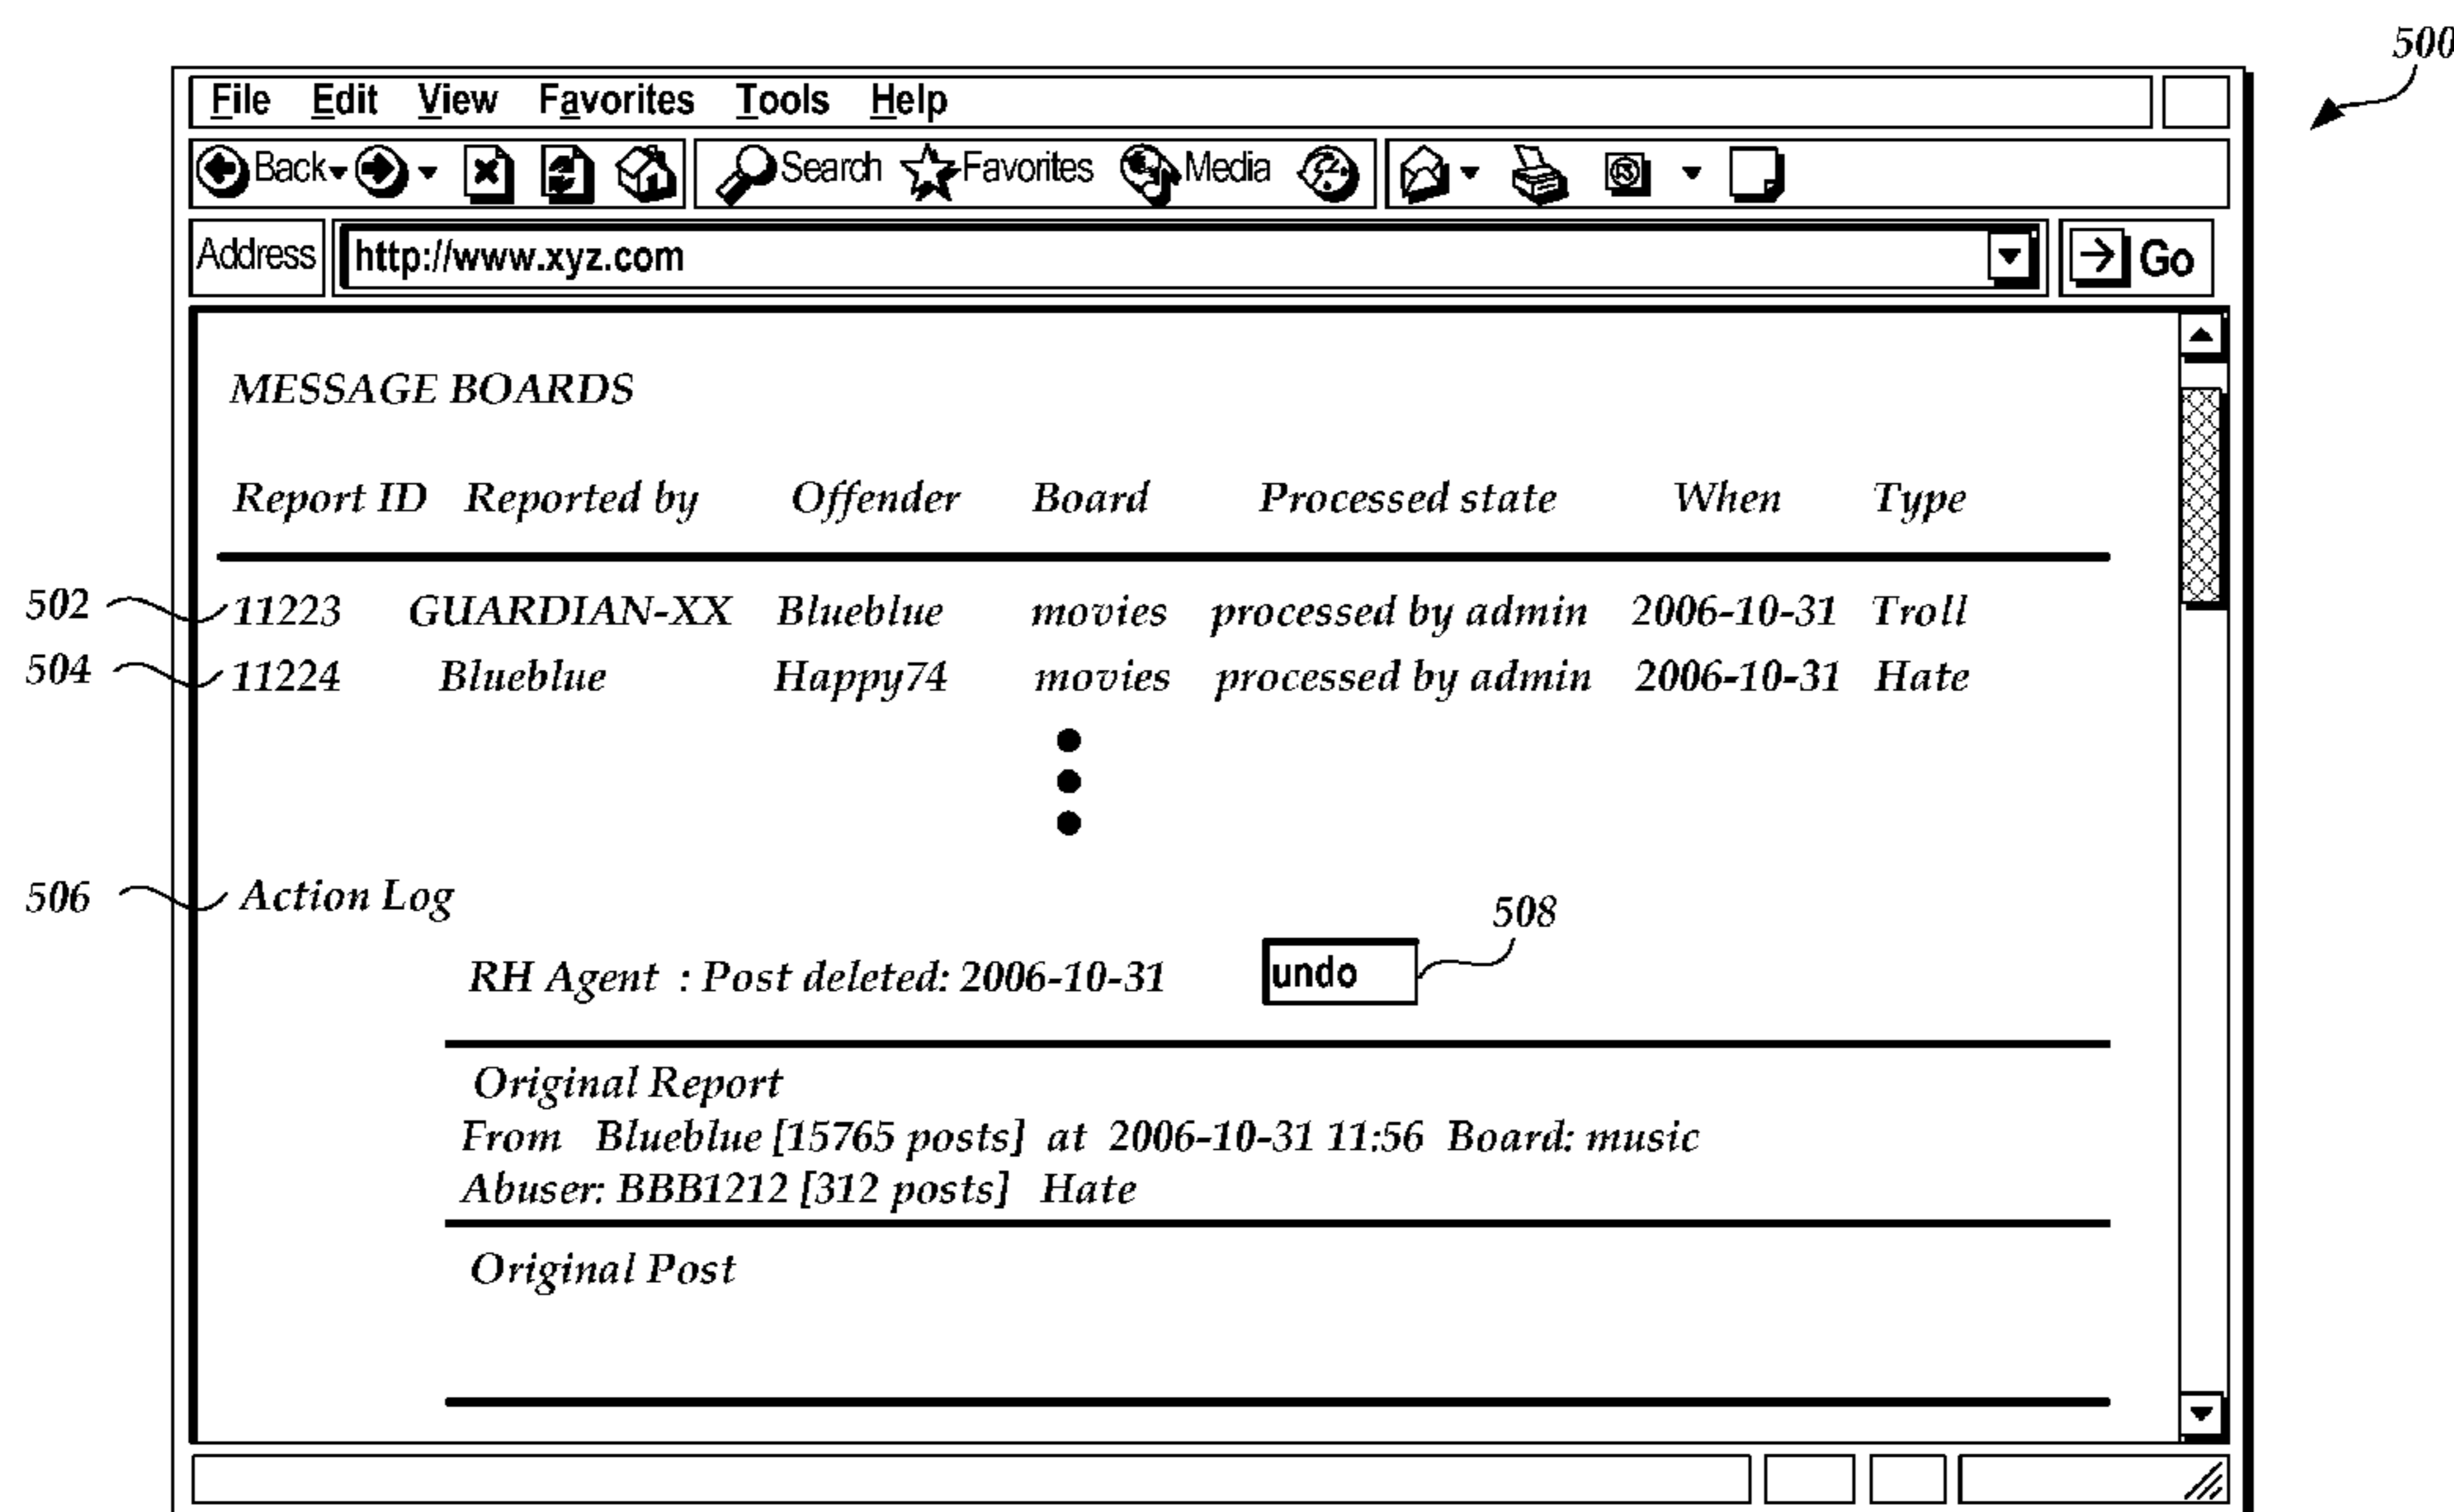 500
File Edit View Favorites Tools Help
Back Search Favorites Media
Address http://www.xyz.com Go
MESSAGE BOARDS
Report ID Reported by Offender Board Processed state When Type
502 11223 GUARDIAN-XX Blueblue movies processed by admin 2006-10-31 Troll
504 11224 Blueblue Happy74 movies processed by admin 2006-10-31 Hate
506 Action Log
508
RH Agent : Post deleted: 2006-10-31 undo
Original Report
From Blueblue [15765 posts] at 2006-10-31 11:56 Board: music
Abuser: BBB1212 [312 posts] Hate
Original Post